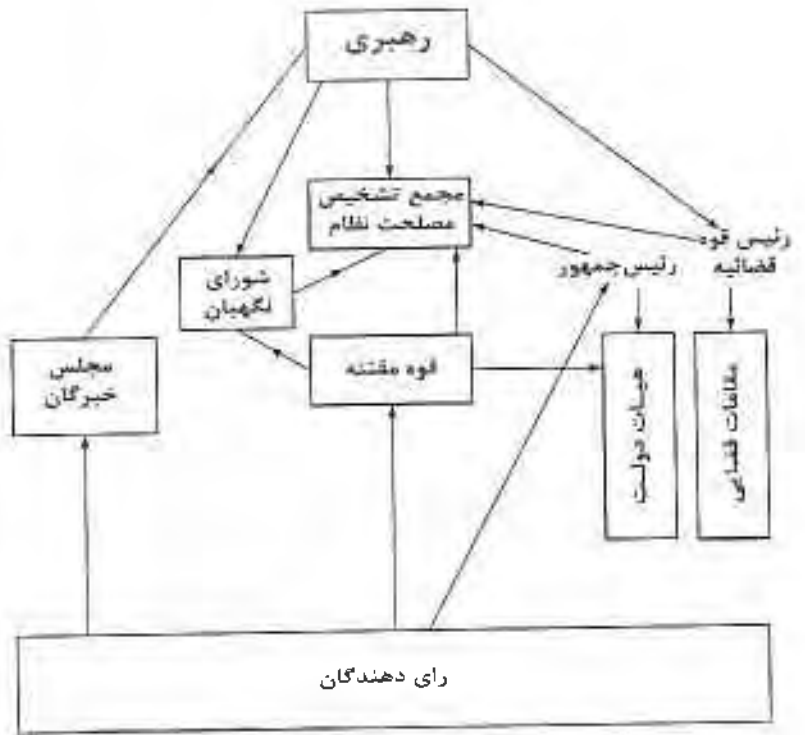 رهبری
مجمع تشخیص
مصلحت نظام
رئیس قوه
قضائیه
رئیس جمهور
شورای
نگهبان
قوه مقننه
مجلس
خبرگان
هیات دولت
مقامات قضایی
رای دهندگان